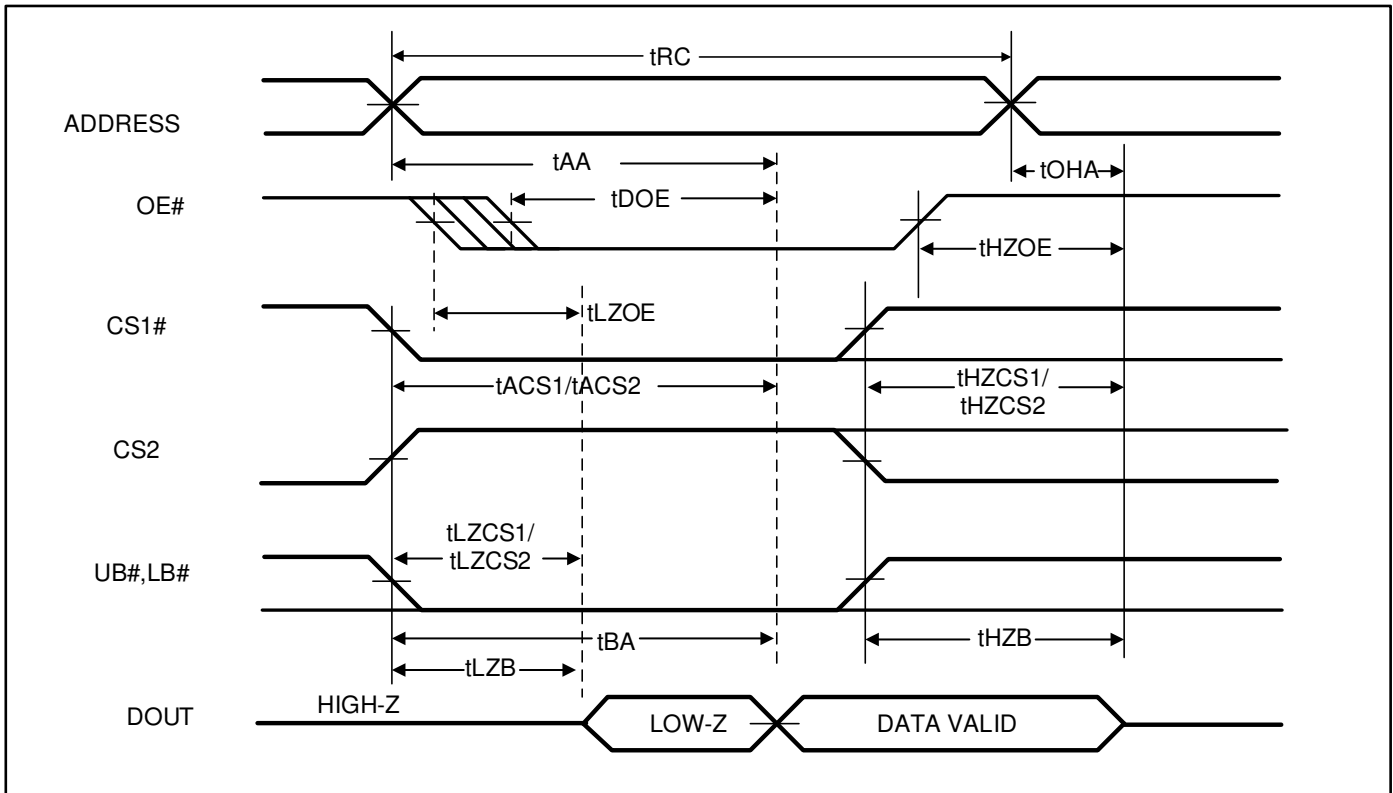 tRC
ADDRESS
tAA
tOHA
OE#
tDOE
tHZOE
tLZOE
CS1#
tACS1/tACS2
tHZCS1/
tHZCS2
CS2
tLZCS1/
tLZCS2
UB#,LB#
tBA
tHZB
tLZB
HIGH-Z
DOUT
LOW-Z
DATA VALID